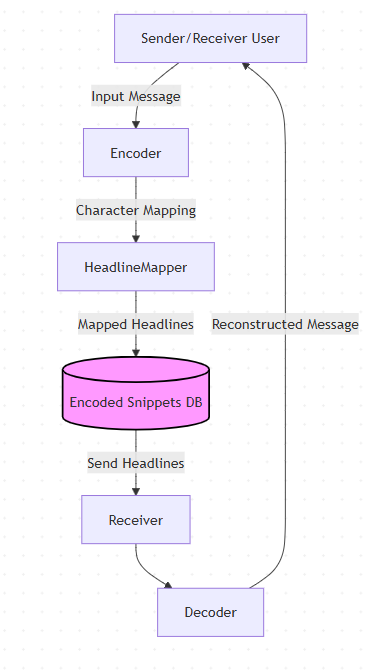 Sender/Receiver User
Input Message
Encoder
Character Mapping
HeadlineMapper
Mapped Headlines
Reconstructed Message
Encoded Snippets DB
Send Headlines
Receiver
Decoder